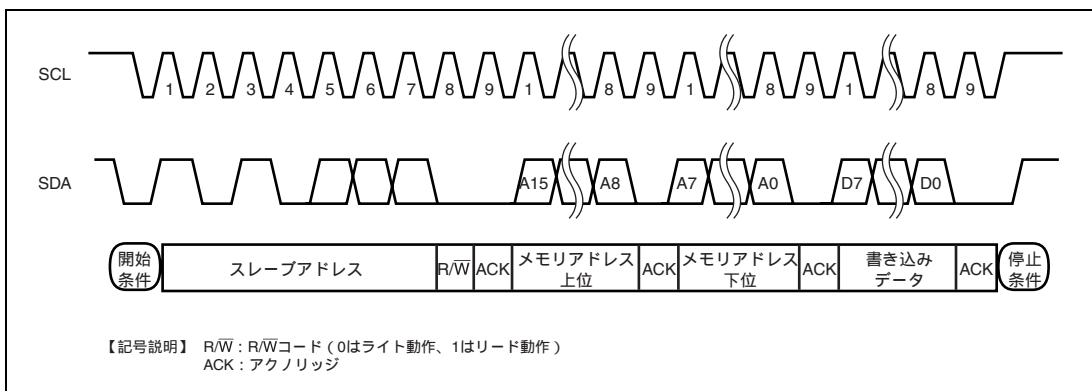 SCL
1 2 3 4 5 6 7 8 9 1 8 9 1 8 9 1 8 9
SDA
A15 A8 A7 A0 D7 D0
開始
条件
スレーブアドレス
R/W̅
ACK
メモリアドレス
上位
ACK
メモリアドレス
下位
ACK
書き込み
データ
ACK
停止
条件
【記号説明】 R/W̅:R/W̅コード(0はライト動作、1はリード動作)
ACK:アクノリッジ